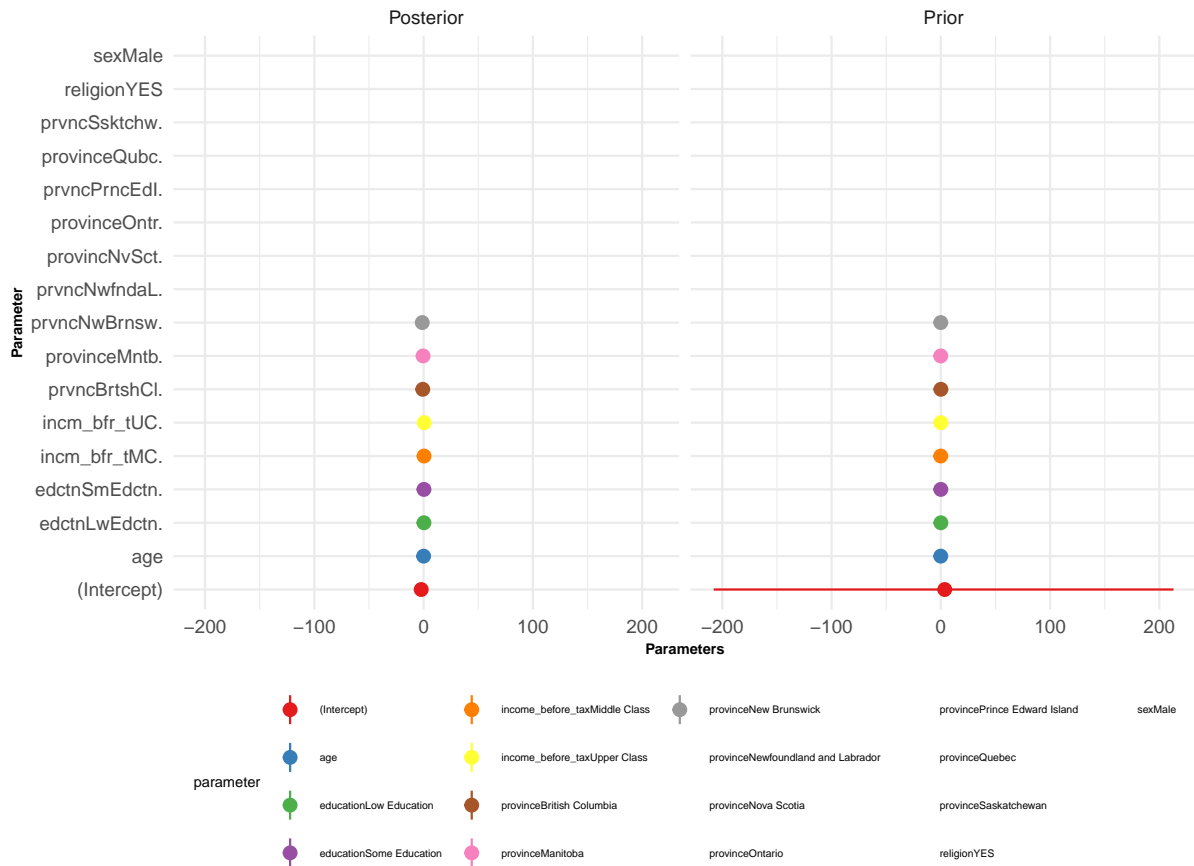 Posterior Prior
sexMale
religionYES
prvncSsktchw.
provinceQubc.
prvncPrncEdI.
provinceOntr.
provincNvSct.
prvncNwfndaL.
prvncNwBrnsw.
provinceMntb.
prvncBrtshCl.
incm_bfr_tUC.
incm_bfr_tMC.
edctnSmEdctn.
edctnLwEdctn.
age
(Intercept)
Parameter
−200 −100 0 100 200 −200 −100 0 100 200
Parameters
parameter
(Intercept) income_before_taxMiddle Class provinceNew Brunswick provincePrince Edward Island sexMale
age income_before_taxUpper Class provinceNewfoundland and Labrador provinceQuebec
educationLow Education provinceBritish Columbia provinceNova Scotia provinceSaskatchewan
educationSome Education provinceManitoba provinceOntario religionYES